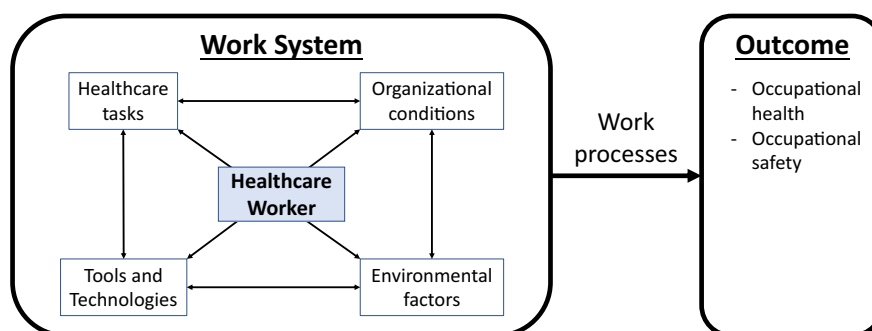 Work System
Healthcare
tasks
Organizational
conditions
Healthcare
Worker
Tools and
Technologies
Environmental
factors
Work
processes
Outcome
- Occupational
health
- Occupational
safety